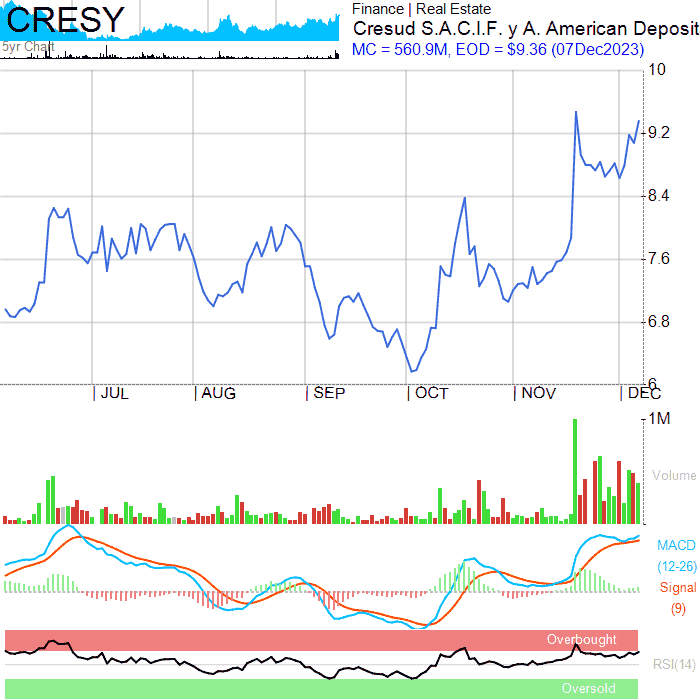 CRESY
Finance | Real Estate
Cresud S.A.C.I.F. y A. American Deposit
5yr Chart
MC = 560.9M, EOD = $9.36 (07Dec2023)
10
9.2
8.4
7.6
6.8
6
JUL AUG SEP OCT NOV DEC
1M
Volume
MACD
(12-26)
Signal
(9)
Overbought
RSI(14)
Oversold